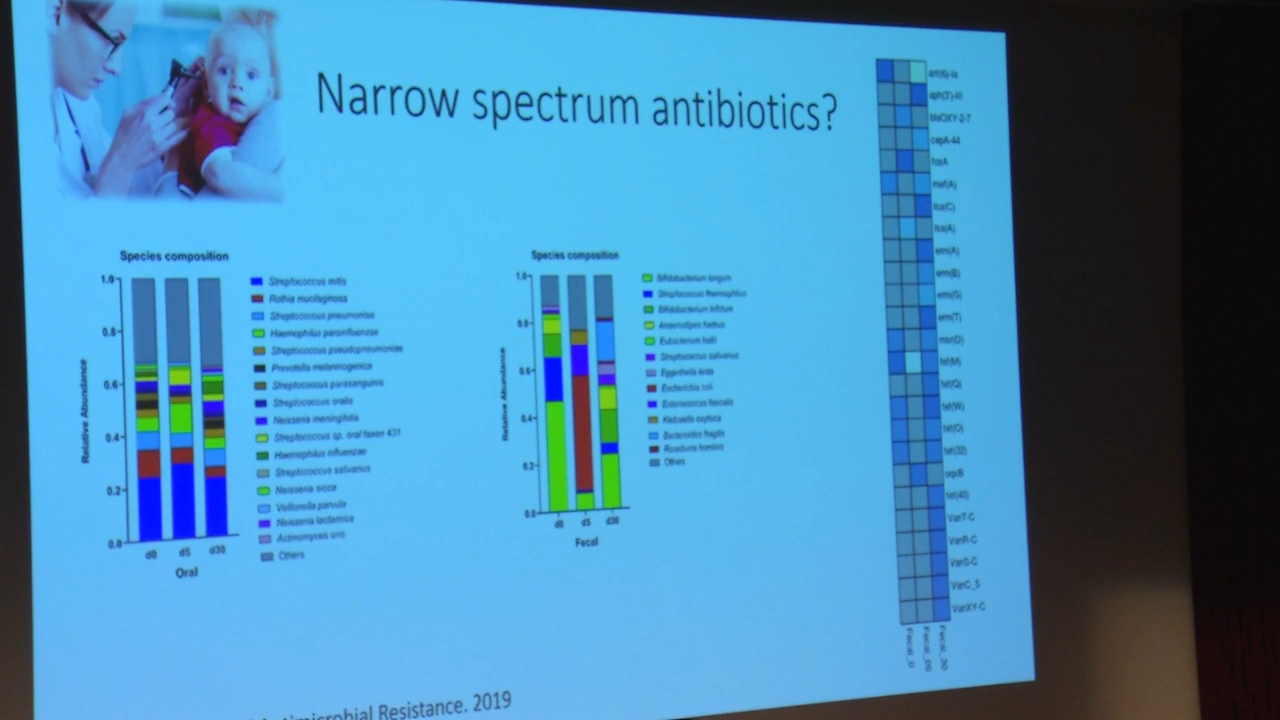 Narrow spectrum antibiotics?
Species composition
1.0
0.8
0.6
0.4
0.2
0.0
Relative Abundance
d0 d5 d30
Oral
Streptococcus mitis
Rothia mucilaginosa
Streptococcus pneumoniae
Haemophilus parainfluenzae
Streptococcus pseudopneumoniae
Prevotella melaninogenica
Streptococcus parasanguinis
Streptococcus oralis
Neisseria meningitidis
Streptococcus sp. oral taxon 431
Haemophilus influenzae
Streptococcus salivarius
Neisseria sicca
Veillonella parvula
Neisseria lactamica
Actinomyces oris
Others
Species composition
1.0
0.8
0.6
0.4
0.2
0.0
Relative Abundance
d0 d5 d30
Fecal
Bifidobacterium longum
Streptococcus thermophilus
Bifidobacterium bifidum
Anaerostipes hadrus
Eubacterium hallii
Streptococcus salivarius
Eggerthella lenta
Escherichia coli
Enterococcus faecalis
Klebsiella oxytoca
Bacteroides fragilis
Roseburia hominis
Others
ant(6)-Ia
aph(3')-III
blaOXY-2-7
cepA-44
fosA
mef(A)
lsa(C)
lsa(A)
erm(A)
erm(B)
erm(G)
erm(T)
msr(D)
tet(M)
tet(Q)
tet(W)
tet(O)
tet(32)
oqxB
tet(40)
VanT-C
VanR-C
VanS-C
VanC_5
VanXY-C
Fecal_0
Fecal_05
Fecal_30
Resistance. 2019